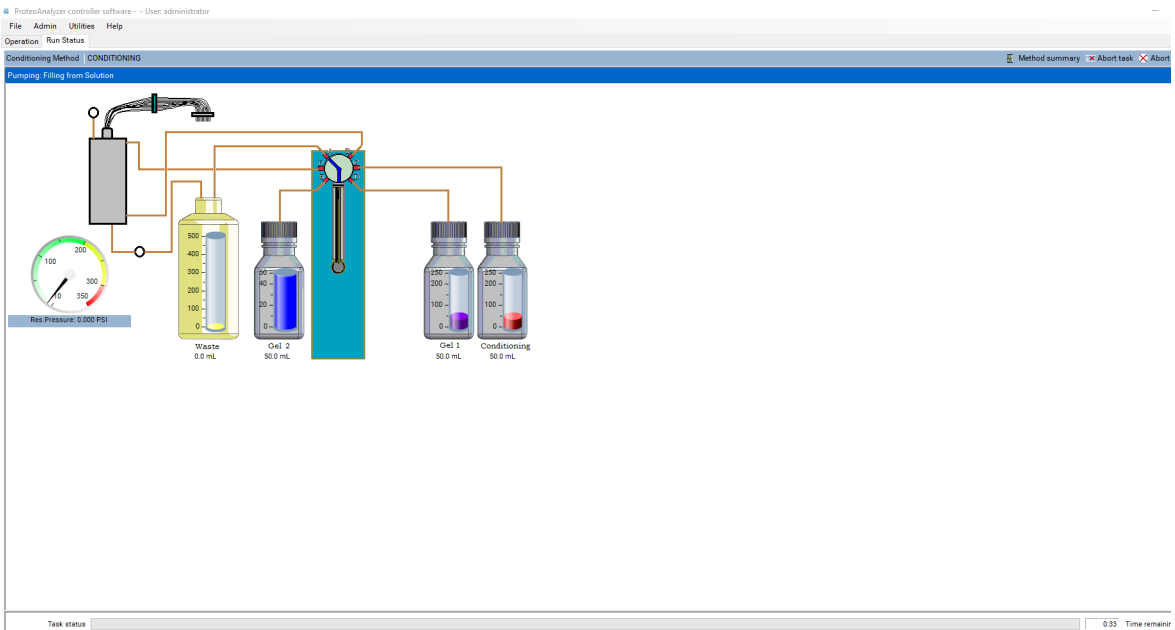 ProteoAnalyzer controller software - - User: administrator
File Admin Utilities Help
Operation Run Status
Conditioning Method CONDITIONING Method summary Abort task Abort
Pumping: Filling from Solution
100
200
300
10
350
Res.Pressure: 0.000 PSI
500
400
300
200
100
0
Waste
0.0 mL
50
40
20
0
Gel 2
50.0 mL
250
200
100
0
Gel 1
50.0 mL
250
200
100
0
Conditioning
50.0 mL
Task status 0:33 Time remainin